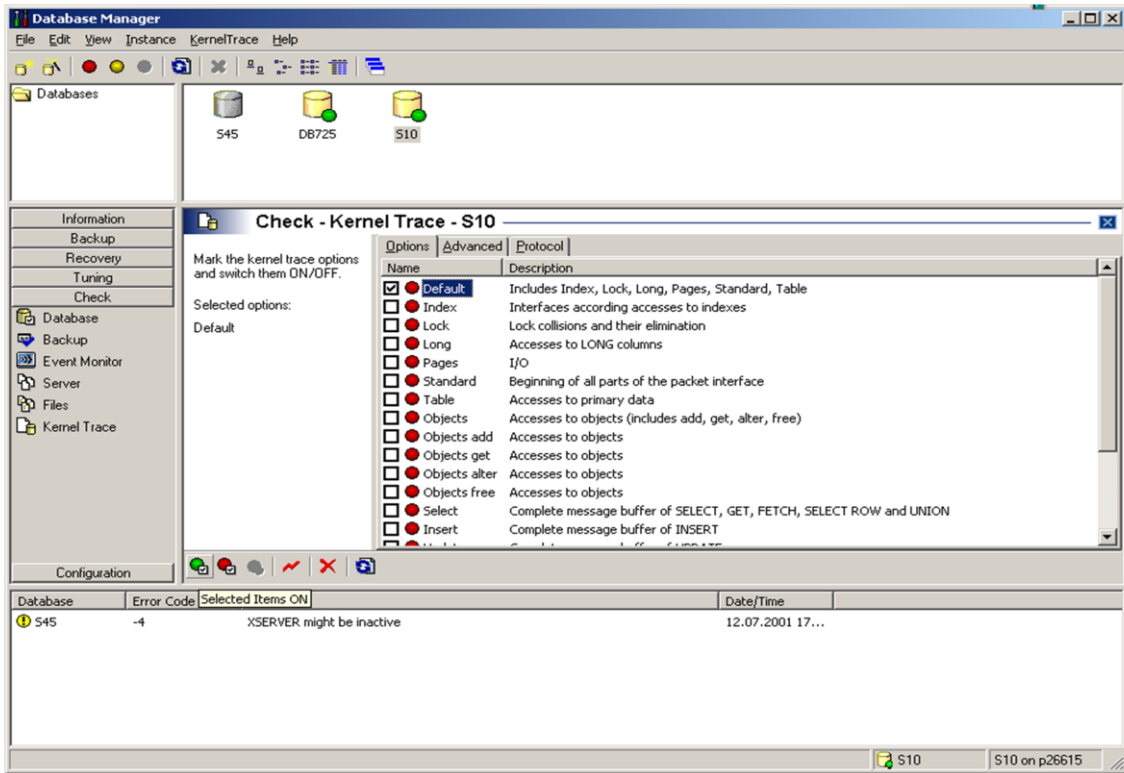 Database Manager
File Edit View Instance KernelTrace Help
Databases
S45 DB725 S10
Information
Backup
Recovery
Tuning
Check
Database
Backup
Event Monitor
Server
Files
Kernel Trace
Configuration
Check - Kernel Trace - S10
Mark the kernel trace options
and switch them ON/OFF.
Selected options:
Default
Options Advanced Protocol
Name Description
Default Includes Index, Lock, Long, Pages, Standard, Table
Index Interfaces according accesses to indexes
Lock Lock collisions and their elimination
Long Accesses to LONG columns
Pages I/O
Standard Beginning of all parts of the packet interface
Table Accesses to primary data
Objects Accesses to objects (includes add, get, alter, free)
Objects add Accesses to objects
Objects get Accesses to objects
Objects alter Accesses to objects
Objects free Accesses to objects
Select Complete message buffer of SELECT, GET, FETCH, SELECT ROW and UNION
Insert Complete message buffer of INSERT
Selected Items ON
Database Error Code Date/Time
S45 -4 XSERVER might be inactive 12.07.2001 17...
S10 S10 on p26615